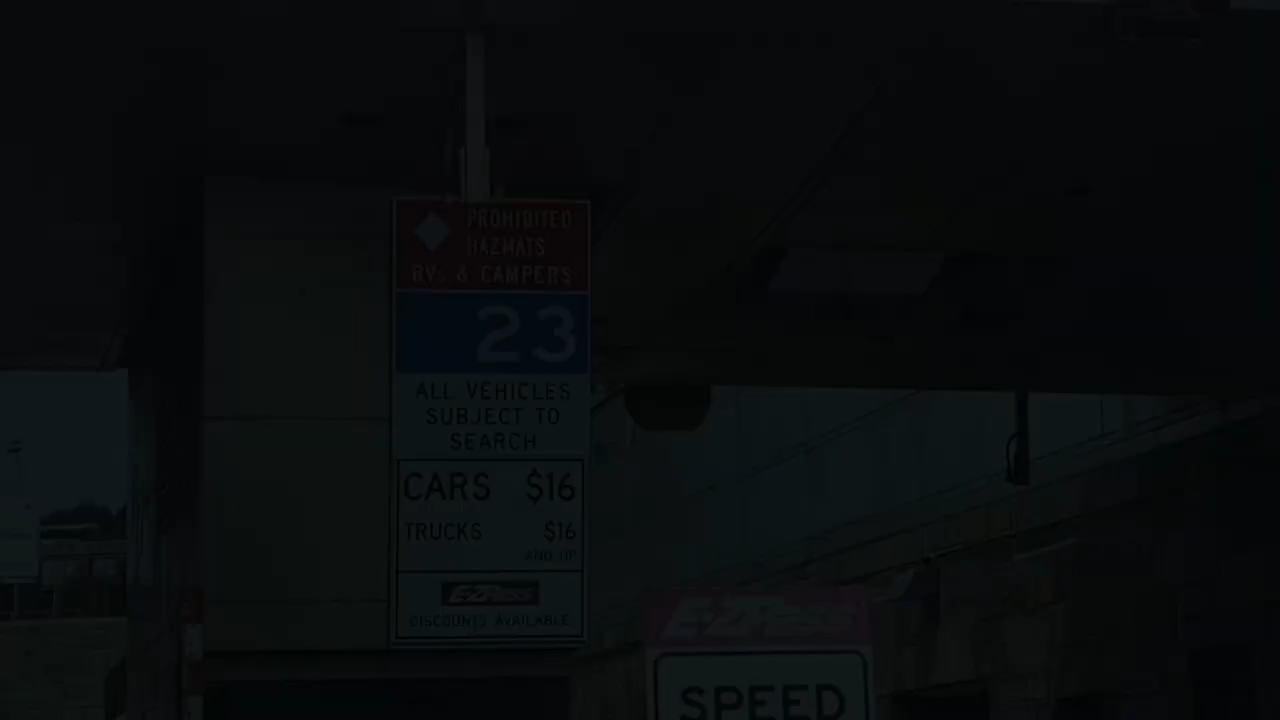 PROHIBITED
HAZMATS
RVs & CAMPERS
23
ALL VEHICLES
SUBJECT TO
SEARCH
CARS $16
TRUCKS $16
AND UP
E-ZPass
DISCOUNTS AVAILABLE
E-ZPass
SPEED